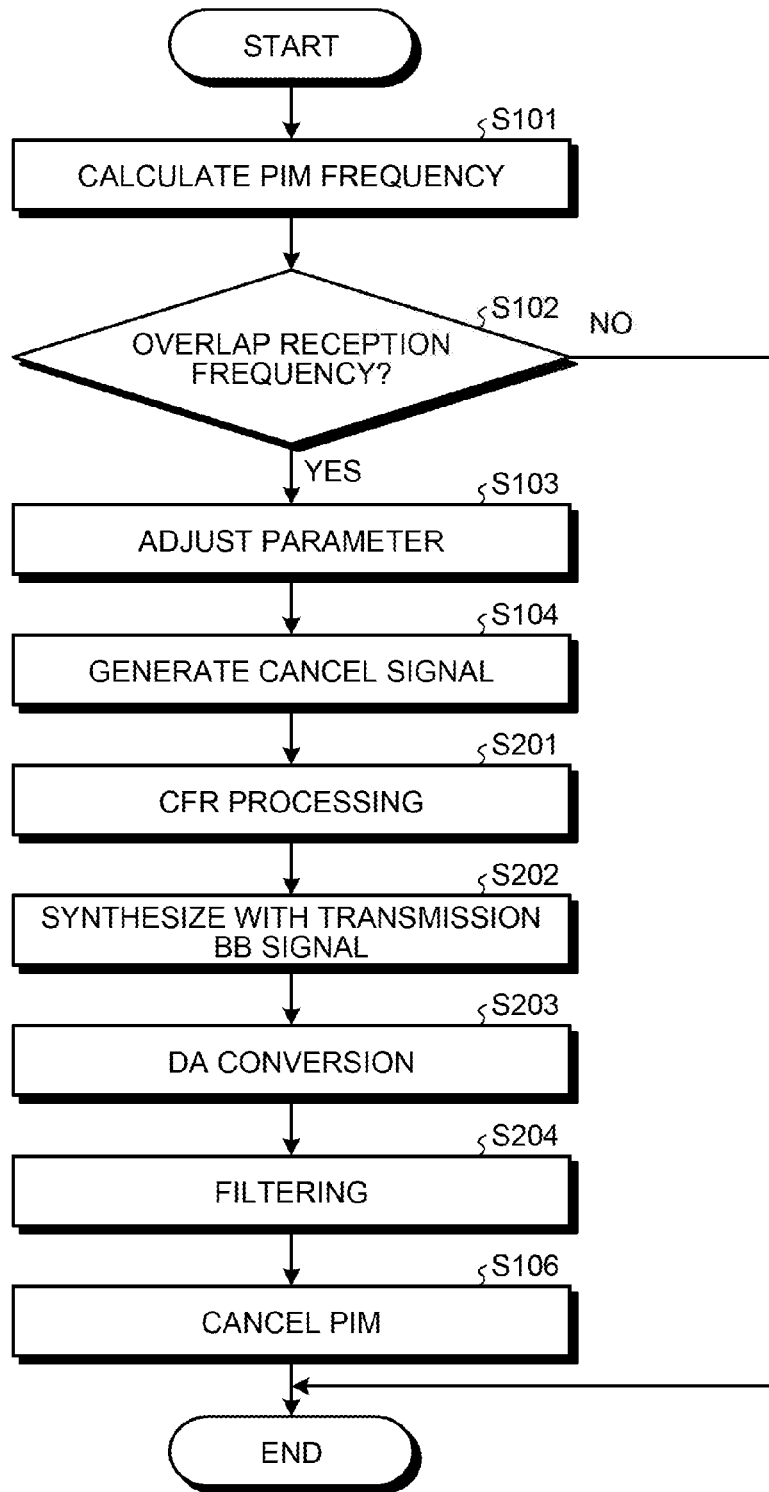 START
S101
CALCULATE PIM FREQUENCY
S102
NO
OVERLAP RECEPTION
FREQUENCY?
YES
S103
ADJUST PARAMETER
S104
GENERATE CANCEL SIGNAL
S201
CFR PROCESSING
S202
SYNTHESIZE WITH TRANSMISSION
BB SIGNAL
S203
DA CONVERSION
S204
FILTERING
S106
CANCEL PIM
END